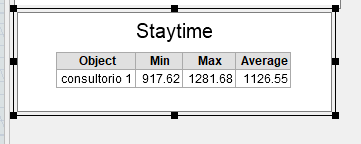 Staytime
Object Min Max Average
consultorio 1 917.62 1281.68 1126.55